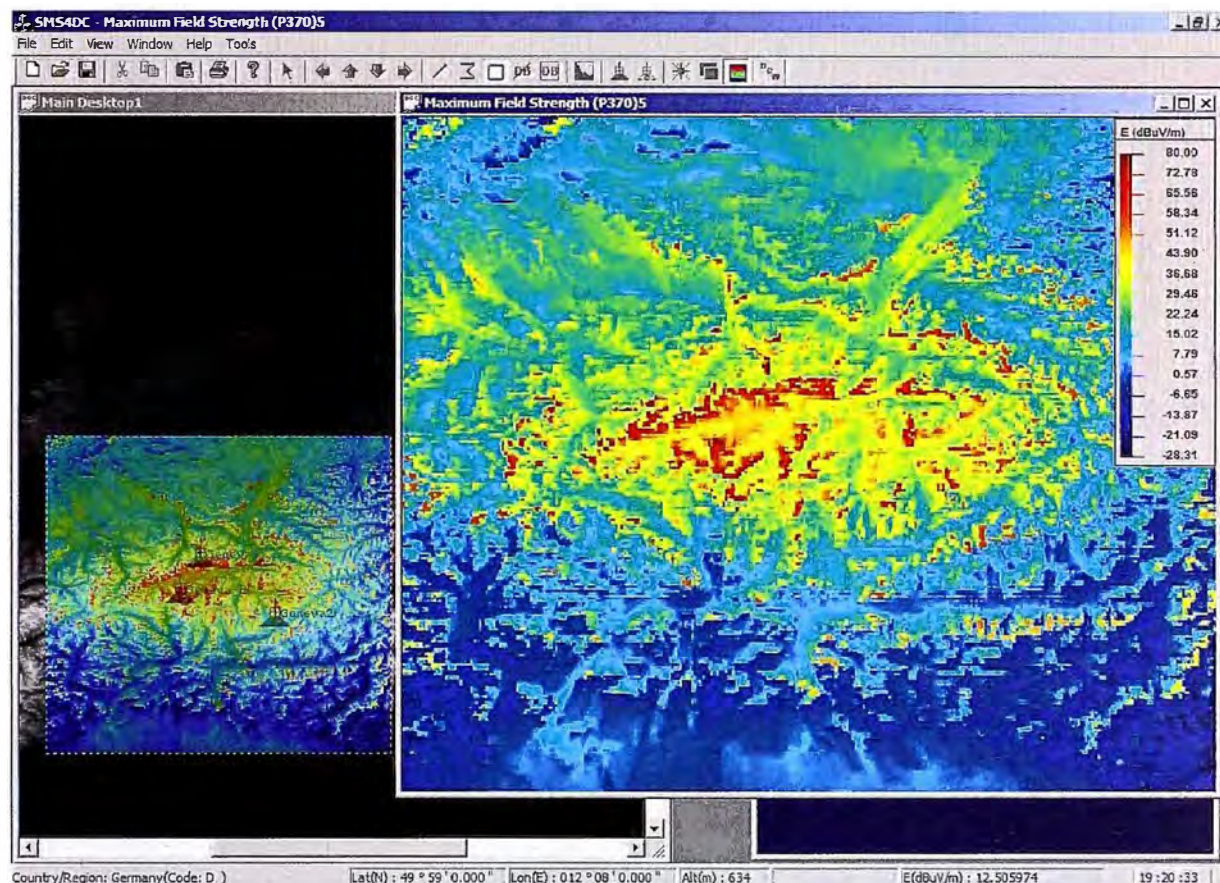 SMS4DC - Maximum Field Strength (P370)5
File Edit View Window Help Tools
Main Desktop1
Maximum Field Strength (P370)5
E (dBuV/m)
80.00
72.78
65.56
58.34
51.12
43.90
36.68
29.46
22.24
15.02
7.79
0.57
-6.65
-13.87
-21.09
-28.31
Country/Region: Germany(Code: D ) Lat(N) : 49 ° 59 ' 0.000 " Lon(E) : 012 ° 08 ' 0.000 " Alt(m) : 634 E(dBuV/m) : 12.505974 19:20:33